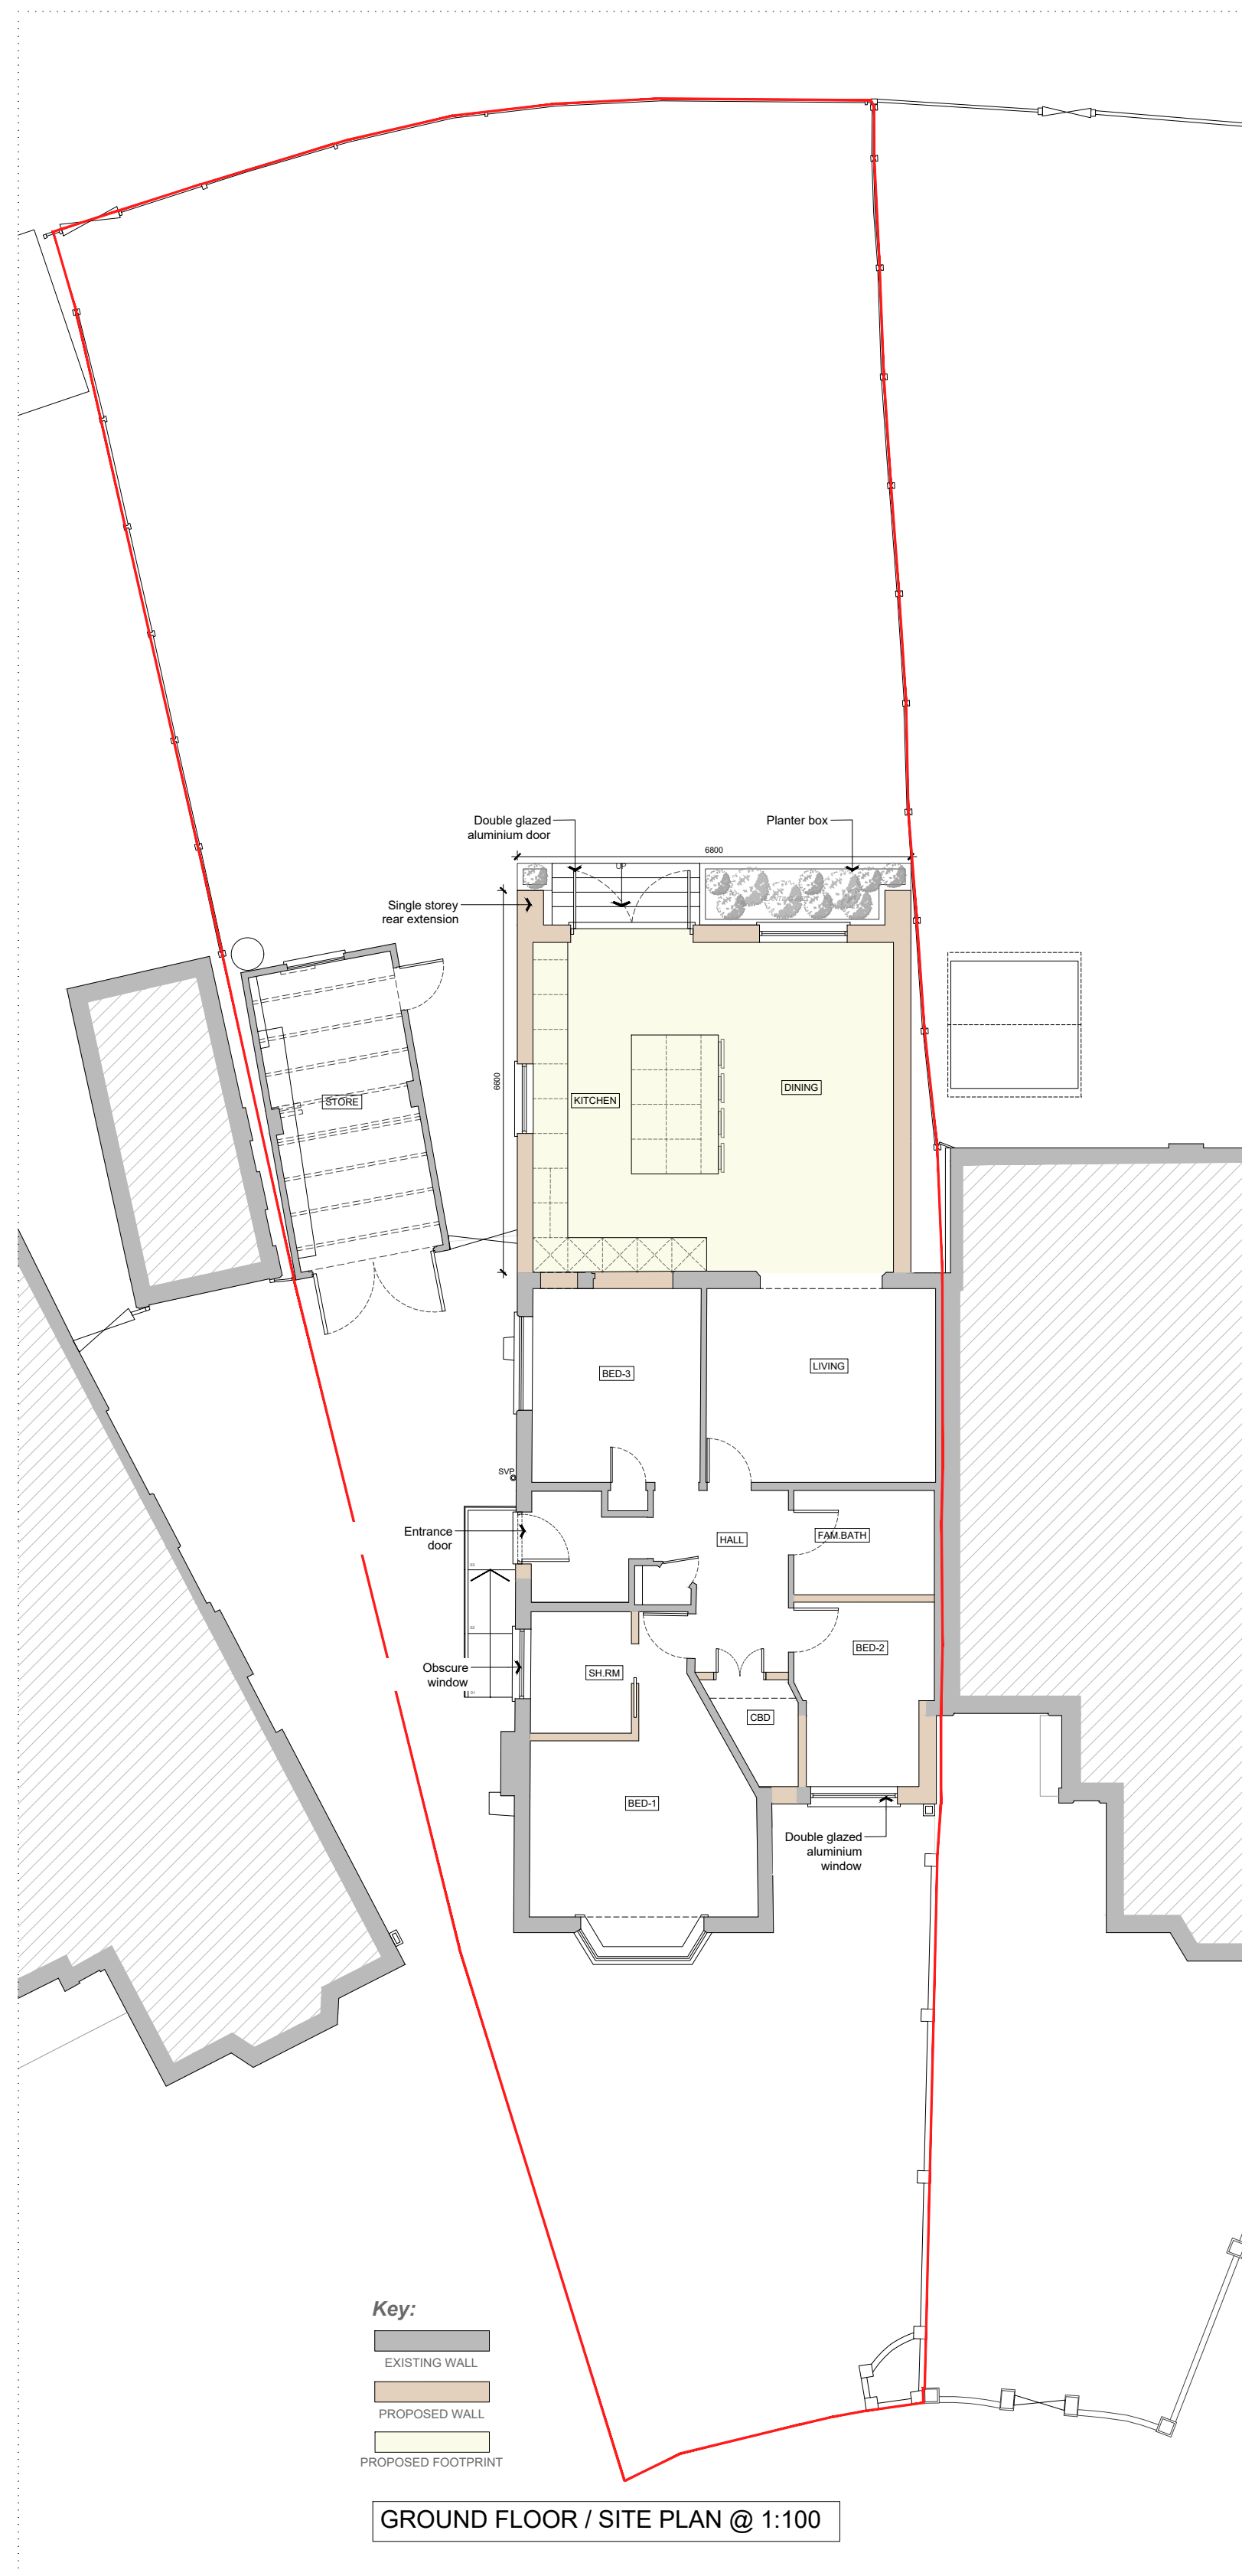 Double glazed
aluminium door
Planter box
6800
UP
Single storey
rear extension
6600
KITCHEN
DINING
STORE
BED-3
LIVING
SVP
Entrance
door
HALL
FAM.BATH
BED-2
Obscure
window
SH.RM
CBD
BED-1
Double glazed
aluminium
window
Key:
EXISTING WALL
PROPOSED WALL
PROPOSED FOOTPRINT
GROUND FLOOR / SITE PLAN @ 1:100